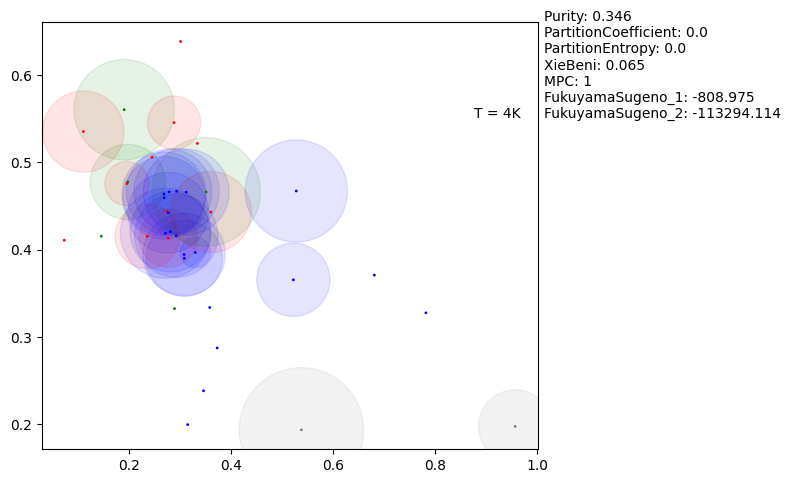 Purity: 0.346
PartitionCoefficient: 0.0
PartitionEntropy: 0.0
XieBeni: 0.065
MPC: 1
FukuyamaSugeno_1: -808.975
FukuyamaSugeno_2: -113294.114
T = 4K
0.6
0.5
0.4
0.3
0.2
0.2 0.4 0.6 0.8 1.0